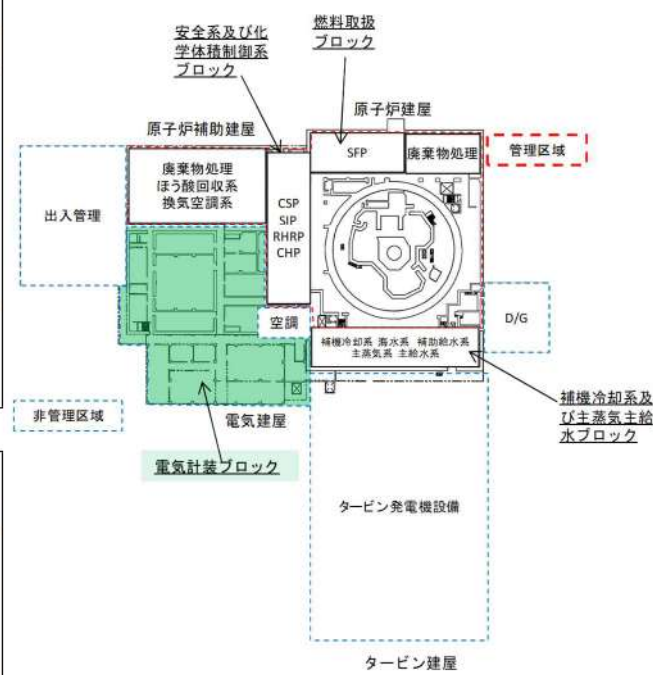 安全系及び化
学体積制御系
ブロック
燃料取扱
ブロック
原子炉補助建屋
原子炉建屋
SFP
廃棄物処理
管理区域
廃棄物処理
ほう酸回収系
換気空調系
出入管理
CSP
SIP
RHRP
CHP
空調
D/G
補機冷却系 海水系 補助給水系
主蒸気系 主給水系
非管理区域
電気建屋
補機冷却系及
び主蒸気主給
水ブロック
電気計装ブロック
タービン発電機設備
タービン建屋